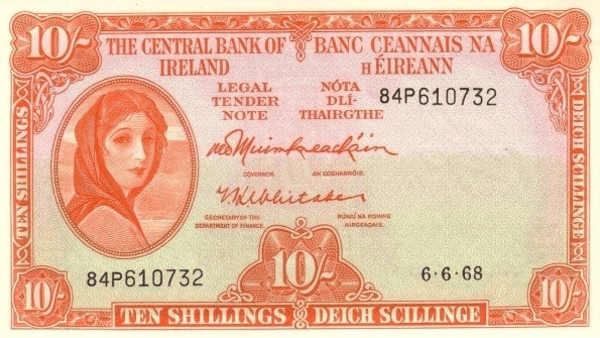 10/-
10/-
THE CENTRAL BANK OF IRELAND
BANC CEANNAIS NA
H ÉIREANN
LEGAL
TENDER
NOTE
NÓTA
DLÍ-
THAIRGTHE
84P610732
TEN SHILLINGS
DEICH SCILLINGE
GOVERNOR.
AN GOBHARNÓIR.
T.K. Whitaker
SECRETARY OF THE
DEPARTMENT OF FINANCE.
RÚNAÍ NA ROINNE
AIRGEADAIS.
84P610732
10/-
6·6·68
10/-
10/-
TEN SHILLINGS
DEICH SCILLINGE